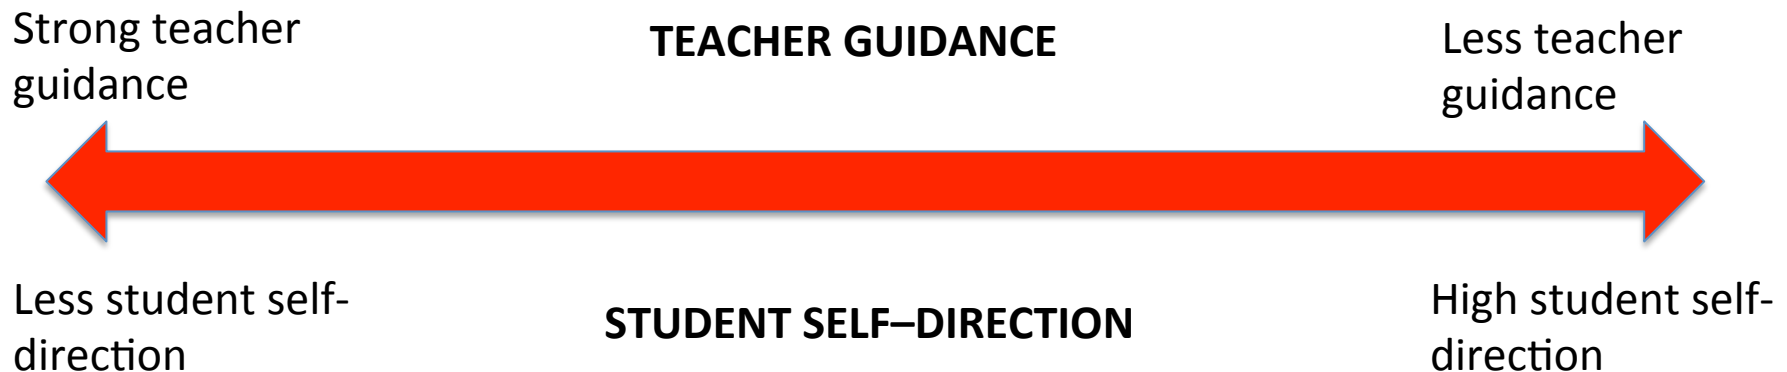 Strong teacher
guidance
TEACHER GUIDANCE
Less teacher
guidance
Less student self-
direction
STUDENT SELF–DIRECTION
High student self-
direction